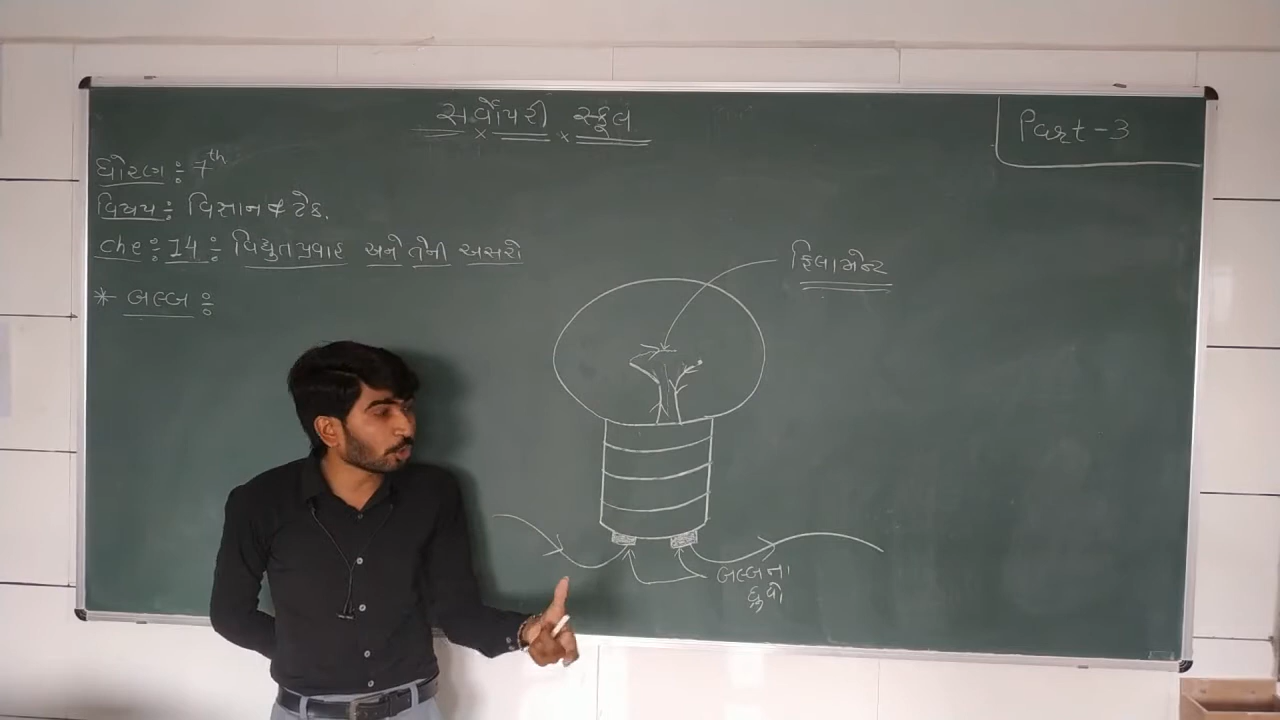 સર્વોપરી સ્કૂલ
Part-3
ધોરણ : 7th
વિષય : વિજ્ઞાન & ટેક.
che : 14 : વિદ્યુતપ્રવાહ અને તેની અસરો
* બલ્બ :
ફિલામેન્ટ
બલ્બના
ધ્રુવો